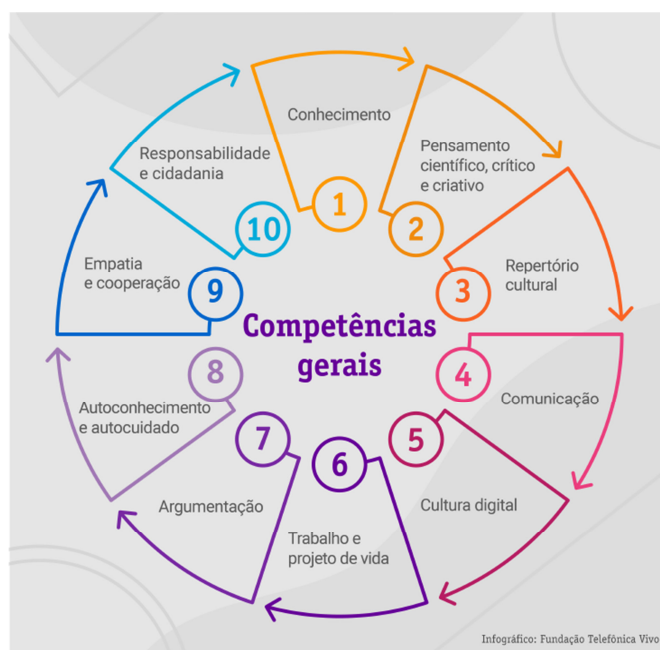 Competências
gerais
1
Conhecimento
2
Pensamento
científico, crítico
e criativo
3
Repertório
cultural
4
Comunicação
5
Cultura digital
6
Trabalho e
projeto de vida
7
Argumentação
8
Autoconhecimento
e autocuidado
9
Empatia
e cooperação
10
Responsabilidade
e cidadania
Infográfico: Fundação Telefônica Vivo